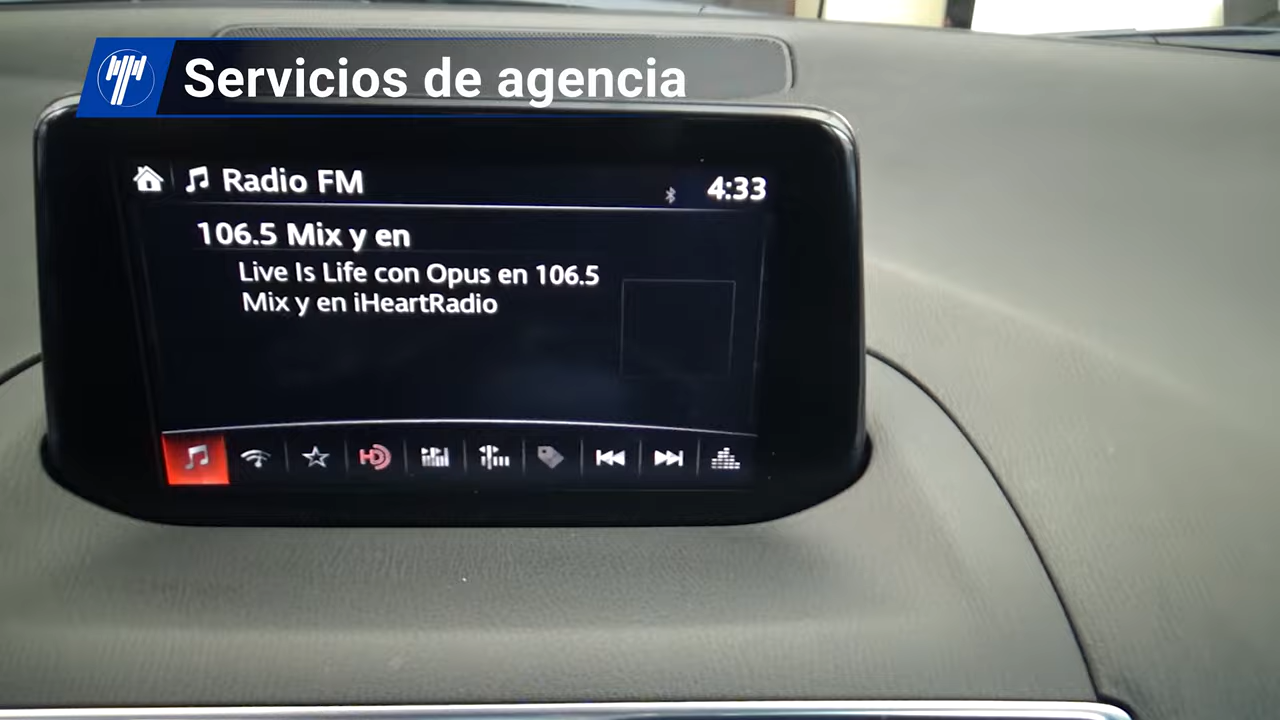 Servicios de agencia
Radio FM
4:33
106.5 Mix y en
Live Is Life con Opus en 106.5
Mix y en iHeartRadio
HD